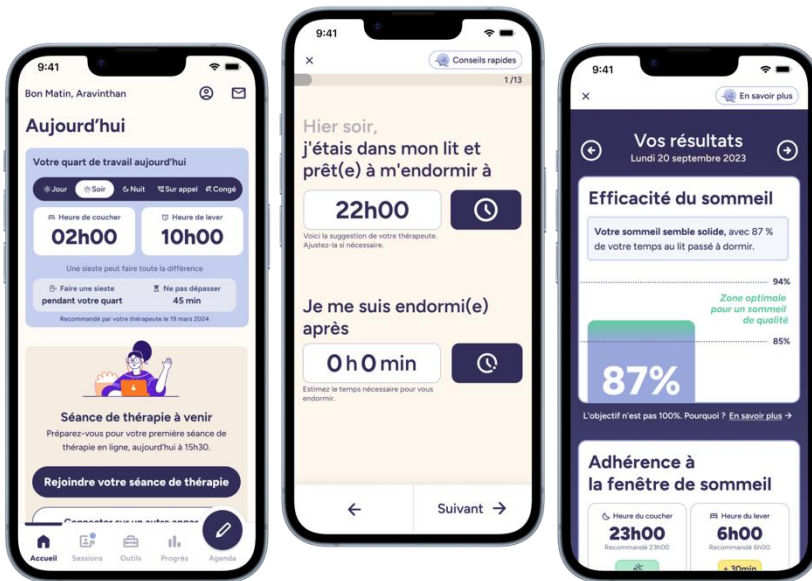 9:41
Bon Matin, Aravinthan
Aujourd'hui
Votre quart de travail aujourd'hui
Jour Soir Nuit Sur appel Congé
Heure de coucher Heure de lever
02h00 10h00
Une sieste peut faire toute la différence
Faire une sieste Ne pas dépasser
pendant votre quart 45 min
Recommandé par votre thérapeute le 19 mars 2024
Séance de thérapie à venir
Préparez-vous pour votre première séance de
thérapie en ligne, aujourd'hui à 15h30.
Rejoindre votre séance de thérapie
Accueil Sessions Outils Progrès Agenda
9:41
Conseils rapides
1/13
Hier soir,
j'étais dans mon lit et
prêt(e) à m'endormir à
22h00
Voici la suggestion de votre thérapeute.
Ajustez-la si nécessaire.
Je me suis endormi(e)
après
0 h 0 min
Estimez le temps nécessaire pour vous
endormir.
Suivant
9:41
En savoir plus
Vos résultats
Lundi 20 septembre 2023
Efficacité du sommeil
Votre sommeil semble solide, avec 87 %
de votre temps au lit passé à dormir.
94%
Zone optimale
pour un sommeil
de qualité
85%
87%
L'objectif n'est pas 100%. Pourquoi ? En savoir plus →
Adhérence à
la fenêtre de sommeil
Heure du coucher Heure du lever
23h00 6h00
Recommandé 23h00 Recommandé 6h00
+ 30min